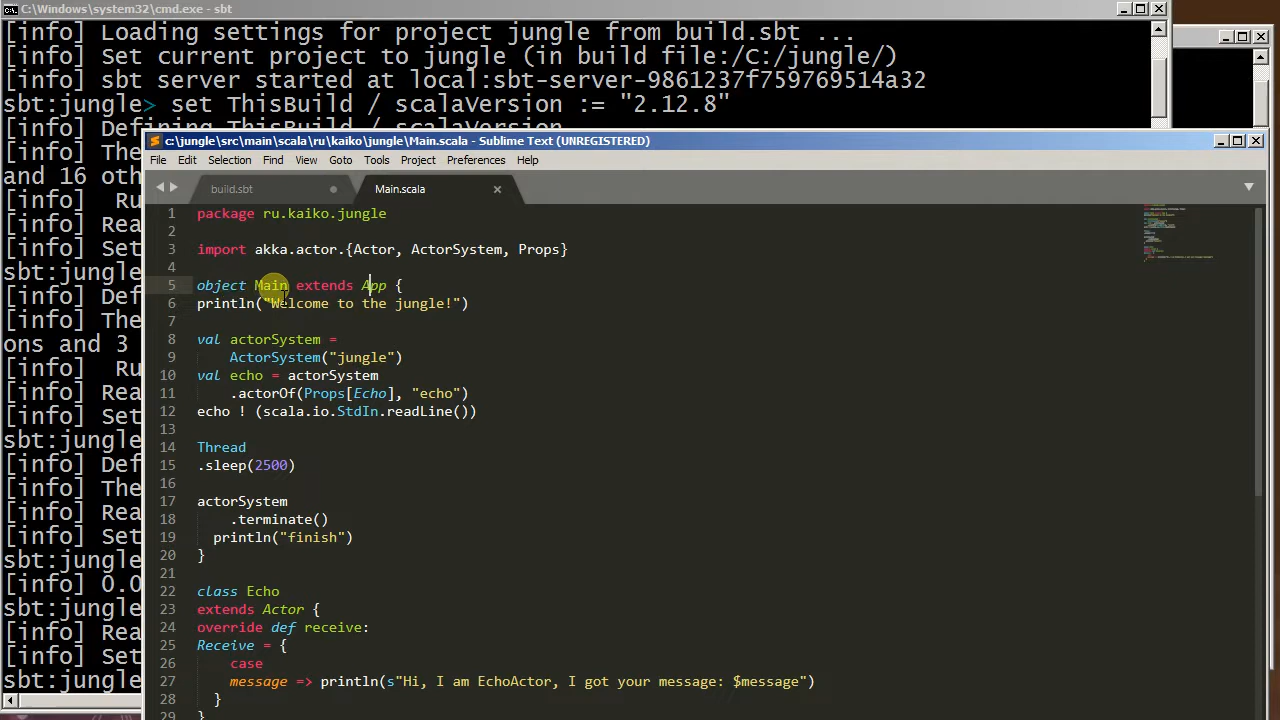 C:\Windows\system32\cmd.exe - sbt
[info] Loading settings for project jungle from build.sbt ...
[info] Set current project to jungle (in build file:/C:/jungle/)
[info] sbt server started at local:sbt-server-9861237f759769514a32
sbt:jungle> set ThisBuild / scalaVersion := "2.12.8"
[info] Defining ThisBuild / scalaVersion
[info] The
and 16 oth
[info] Ru
[info] Rea
[info] Set
sbt:jungle
[info] Def
[info] The
ons and 3
[info] Ru
[info] Rea
[info] Set
sbt:jungle
[info] Def
[info] The
[info] Rea
[info] Set
sbt:jungle
[info] 0.0
sbt:jungle
[info] Rea
[info] Set
sbt:jungle
c:\jungle\src\main\scala\ru\kaiko\jungle\Main.scala - Sublime Text (UNREGISTERED)
File Edit Selection Find View Goto Tools Project Preferences Help
build.sbt Main.scala
1 package ru.kaiko.jungle
2
3 import akka.actor.{Actor, ActorSystem, Props}
4
5 object Main extends App {
6 println("Welcome to the jungle!")
7
8 val actorSystem =
9 ActorSystem("jungle")
10 val echo = actorSystem
11 .actorOf(Props[Echo], "echo")
12 echo ! (scala.io.StdIn.readLine())
13
14 Thread
15 .sleep(2500)
16
17 actorSystem
18 .terminate()
19 println("finish")
20 }
21
22 class Echo
23 extends Actor {
24 override def receive:
25 Receive = {
26 case
27 message => println(s"Hi, I am EchoActor, I got your message: $message")
28 }
29 }